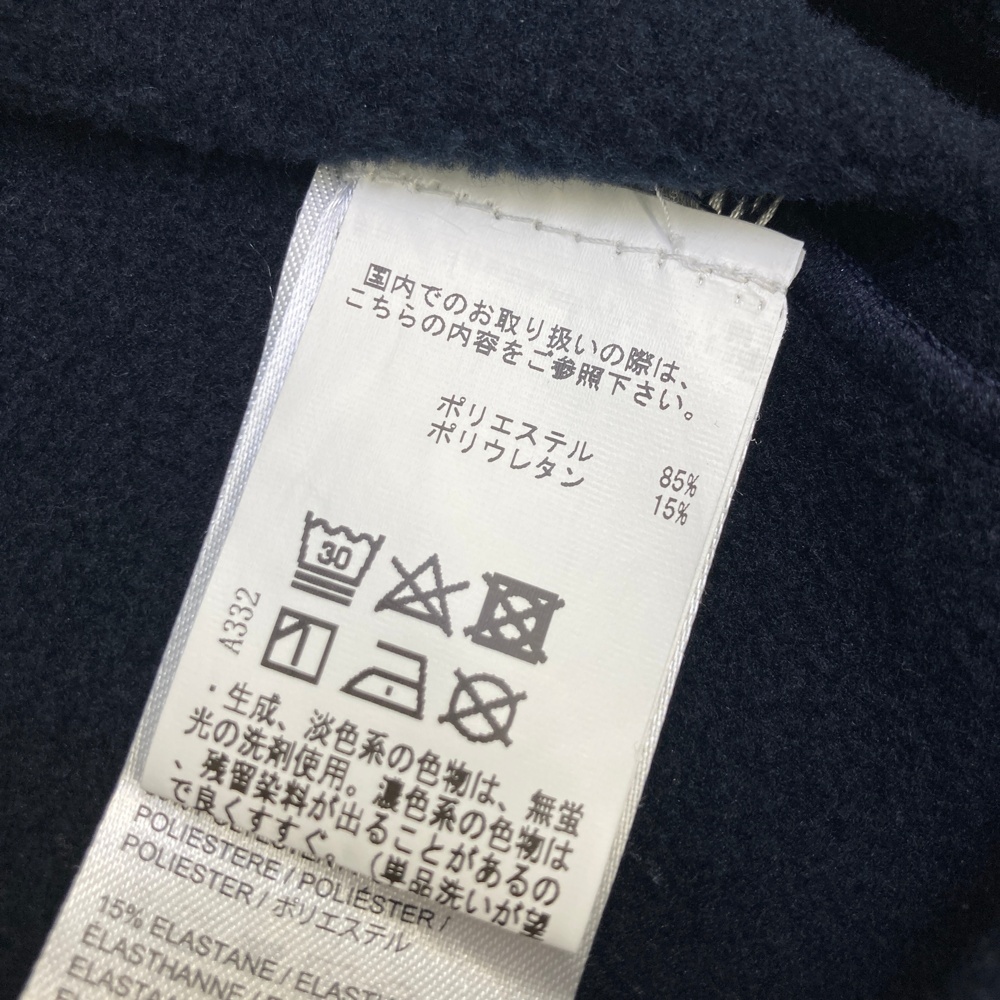 国内でのお取り扱いの際は、
こちらの内容をご参照下さい。
ポリエステル 85%
ポリウレタン 15%
30
A332
・生成、淡色系の色物は、無蛍
光の洗剤使用。濃色系の色物は
、残留染料が出ることがあるの
で良くすすぐ。（単品洗いが望
POLIESTERE / POLIÉSTER /
POLIESTER / ポリエステル
15% ELASTANE /
ELASTHANNE /